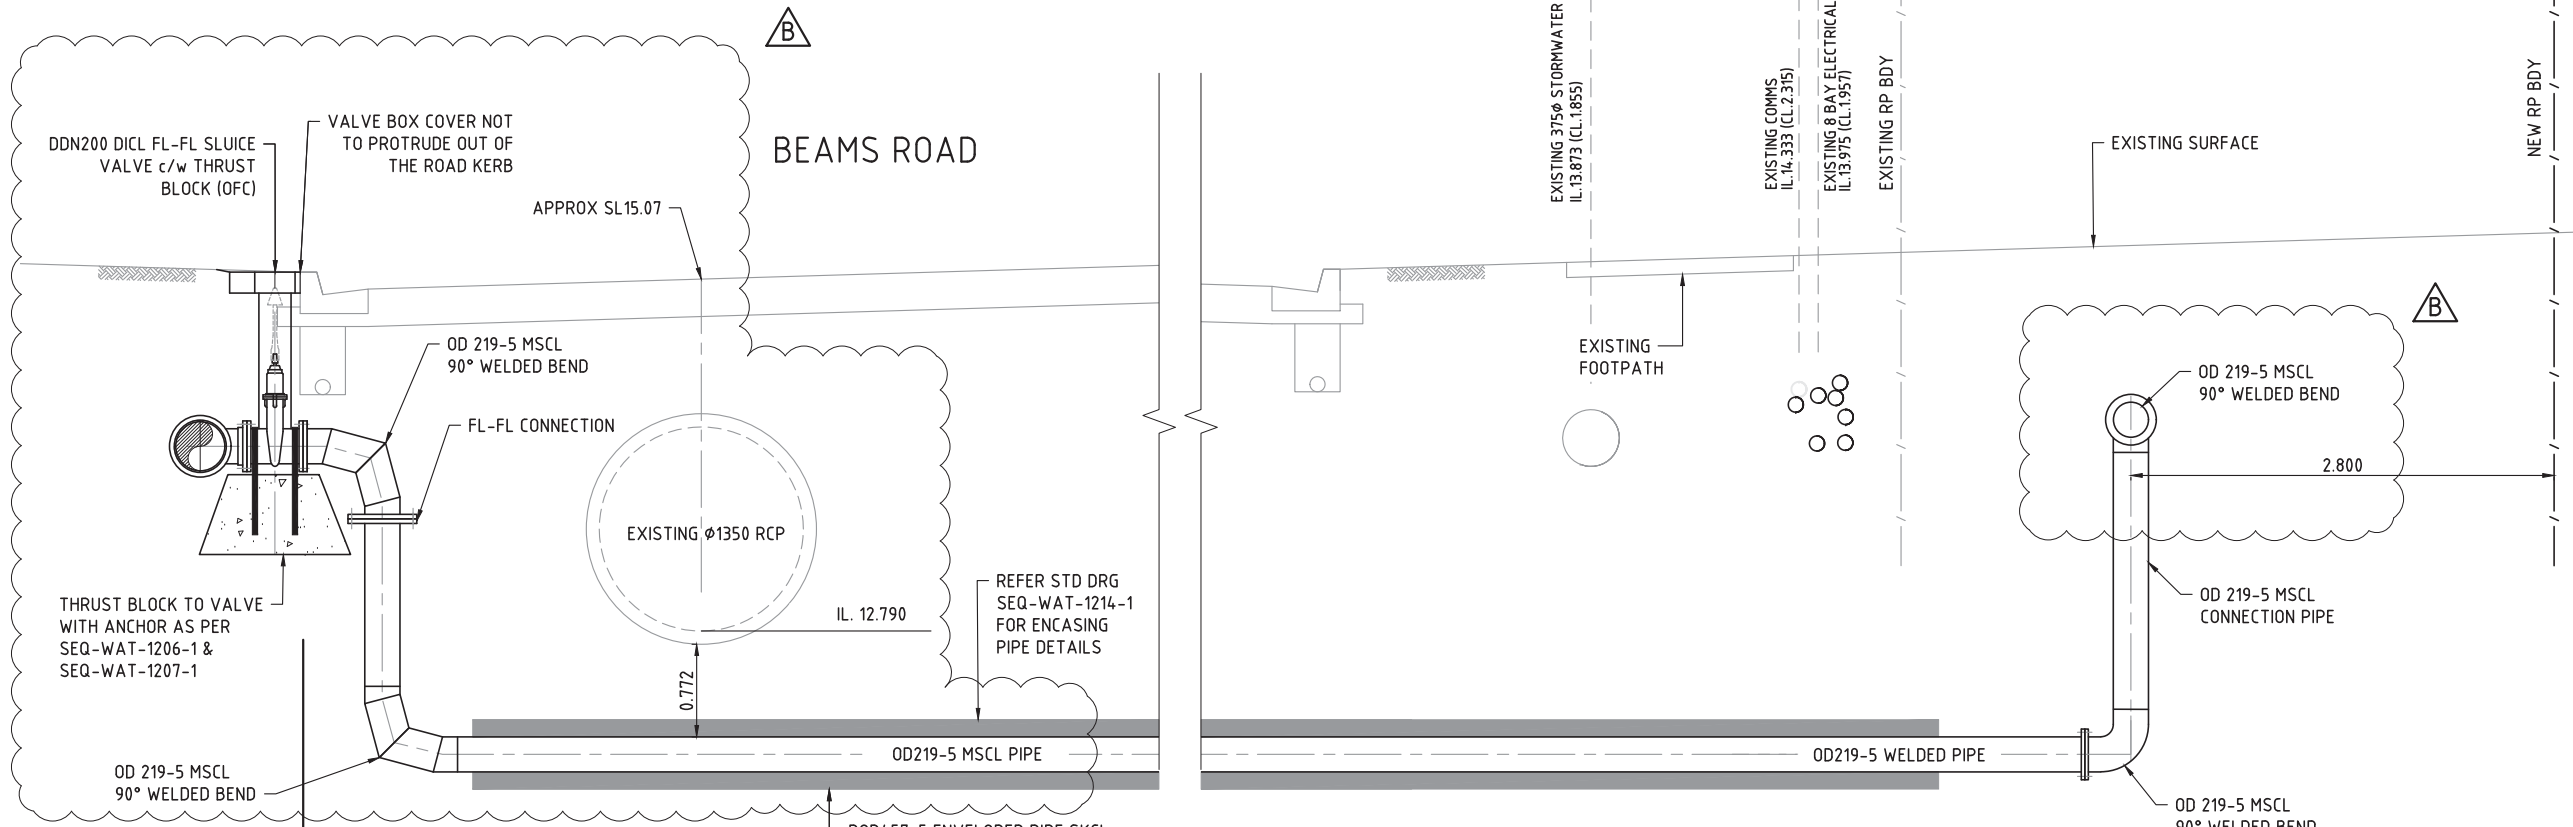 B
DDN200 DICL FL-FL SLUICE
VALVE c/w THRUST
BLOCK (OFC)
VALVE BOX COVER NOT
TO PROTRUDE OUT OF
THE ROAD KERB
APPROX SL15.07
BEAMS ROAD
EXISTING 375Ø STORMWATER
IL.13.873 (CL.1.855)
EXISTING COMMS
IL.14.333 (CL.2.315)
EXISTING 8 BAY ELECTRICAL
IL.13.975 (CL.1.957)
EXISTING RP BDY
EXISTING SURFACE
NEW RP BDY
OD 219-5 MSCL
90° WELDED BEND
FL-FL CONNECTION
EXISTING Ø1350 RCP
IL. 12.790
0.772
THRUST BLOCK TO VALVE
WITH ANCHOR AS PER
SEQ-WAT-1206-1 &
SEQ-WAT-1207-1
REFER STD DRG
SEQ-WAT-1214-1
FOR ENCASING
PIPE DETAILS
EXISTING
FOOTPATH
B
OD 219-5 MSCL
90° WELDED BEND
2.800
OD 219-5 MSCL
CONNECTION PIPE
OD219-5 MSCL PIPE
OD219-5 WELDED PIPE
OD 219-5 MSCL
90° WELDED BEND
OD 219-5 MSCL
90° WELDED BEND